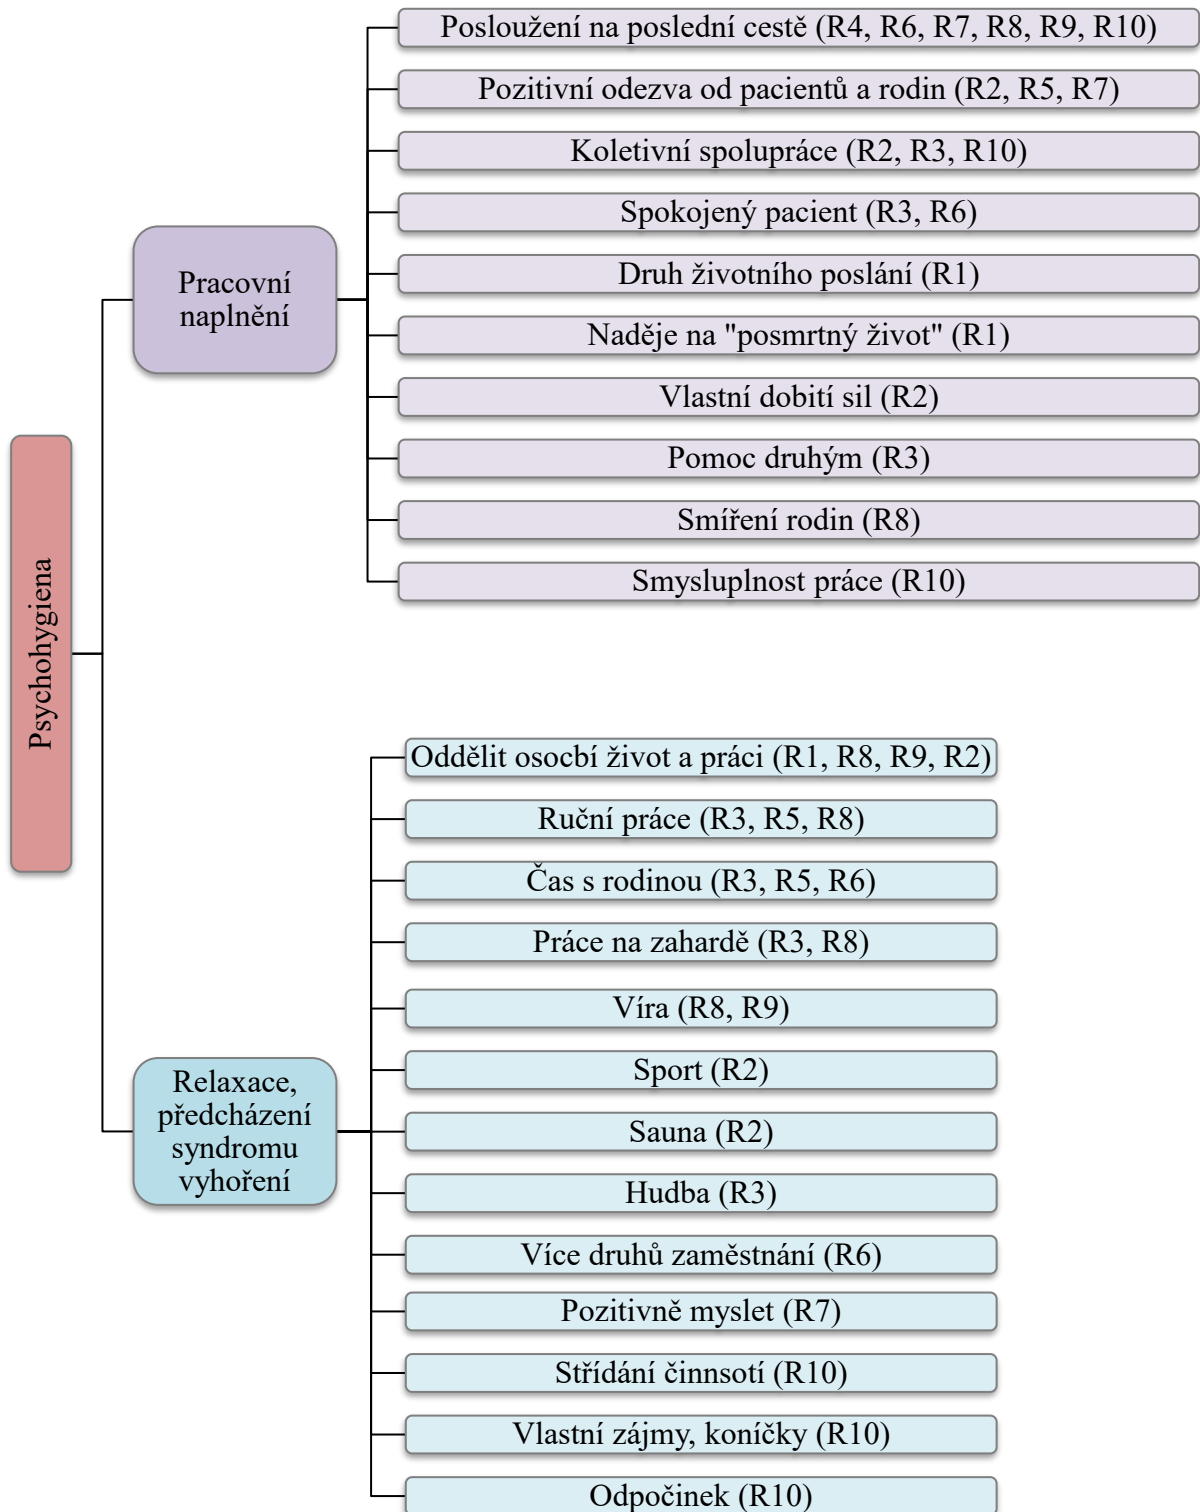 Psychohygiena
Pracovní
naplnění
Posloužení na poslední cestě (R4, R6, R7, R8, R9, R10)
Pozitivní odezva od pacientů a rodin (R2, R5, R7)
Koletivní spolupráce (R2, R3, R10)
Spokojený pacient (R3, R6)
Druh životního poslání (R1)
Naděje na "posmrtný život" (R1)
Vlastní dobití sil (R2)
Pomoc druhým (R3)
Smíření rodin (R8)
Smysluplnost práce (R10)
Relaxace,
předcházení
syndromu
vyhoření
Oddělit osocbí život a práci (R1, R8, R9, R2)
Ruční práce (R3, R5, R8)
Čas s rodinou (R3, R5, R6)
Práce na zahardě (R3, R8)
Víra (R8, R9)
Sport (R2)
Sauna (R2)
Hudba (R3)
Více druhů zaměstnání (R6)
Pozitivně myslet (R7)
Střídání činnsotí (R10)
Vlastní zájmy, koníčky (R10)
Odpočinek (R10)